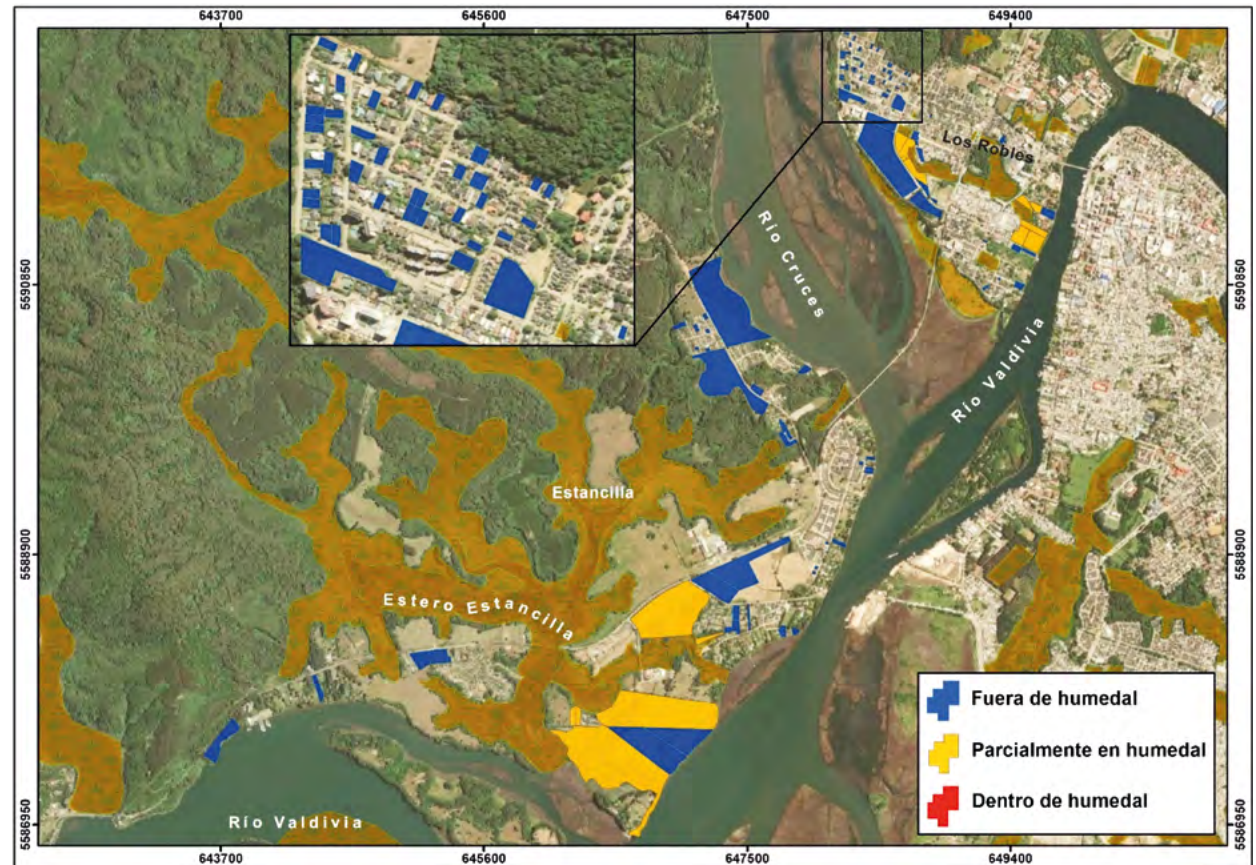 643700 645600 647500 649400
Los Robles
Río Cruces
5590850
5590850
Río Valdivia
Estancilla
5588900
5588900
Estero Estancilla
Fuera de humedal
Parcialmente en humedal
Dentro de humedal
Río Valdivia
5586950
5586950
643700 645600 647500 649400